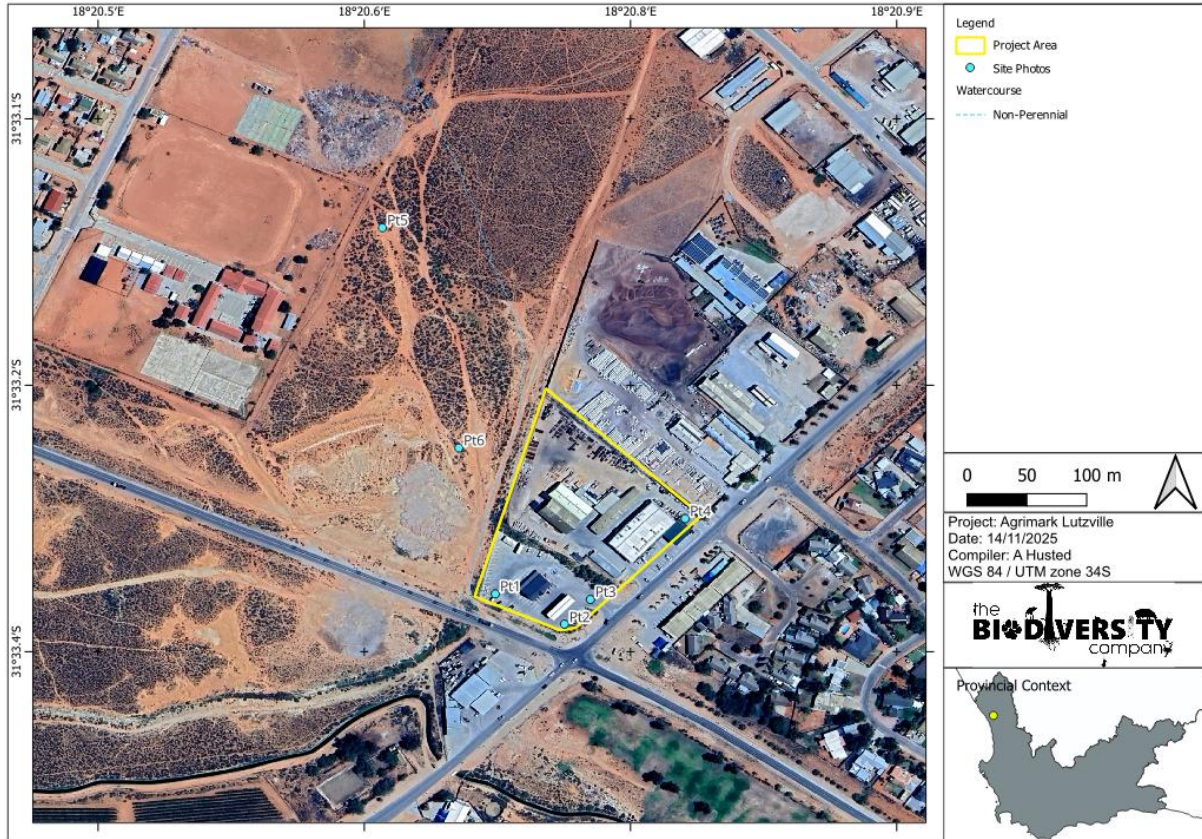 18°20.5'E
18°20.6'E
18°20.8'E
18°20.9'E
31°33.1'S
31°33.2'S
31°33.4'S
Pt5
Pt6
Pt4
Pt1
Pt3
Pt2
Legend
Project Area
Site Photos
Watercourse
Non-Perennial
0 50 100 m
Project: Agrimark Lutzville
Date: 14/11/2025
Compiler: A Husted
WGS 84 / UTM zone 34S
the
BIODIVERSITY
company
Provincial Context